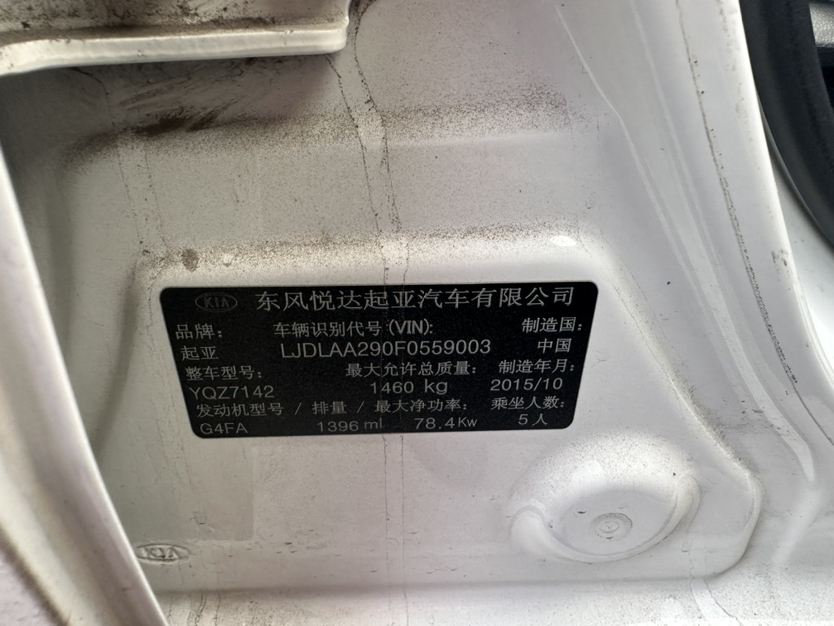 KIA 东风悦达起亚汽车有限公司
品牌: 车辆识别代号(VIN): 制造国:
起亚 LJDLAA290F0559003 中国
整车型号: 最大允许总质量: 制造年月:
YQZ7142 1460 kg 2015/10
发动机型号 / 排量 / 最大净功率: 乘坐人数:
G4FA 1396 ml 78.4Kw 5人
KIA